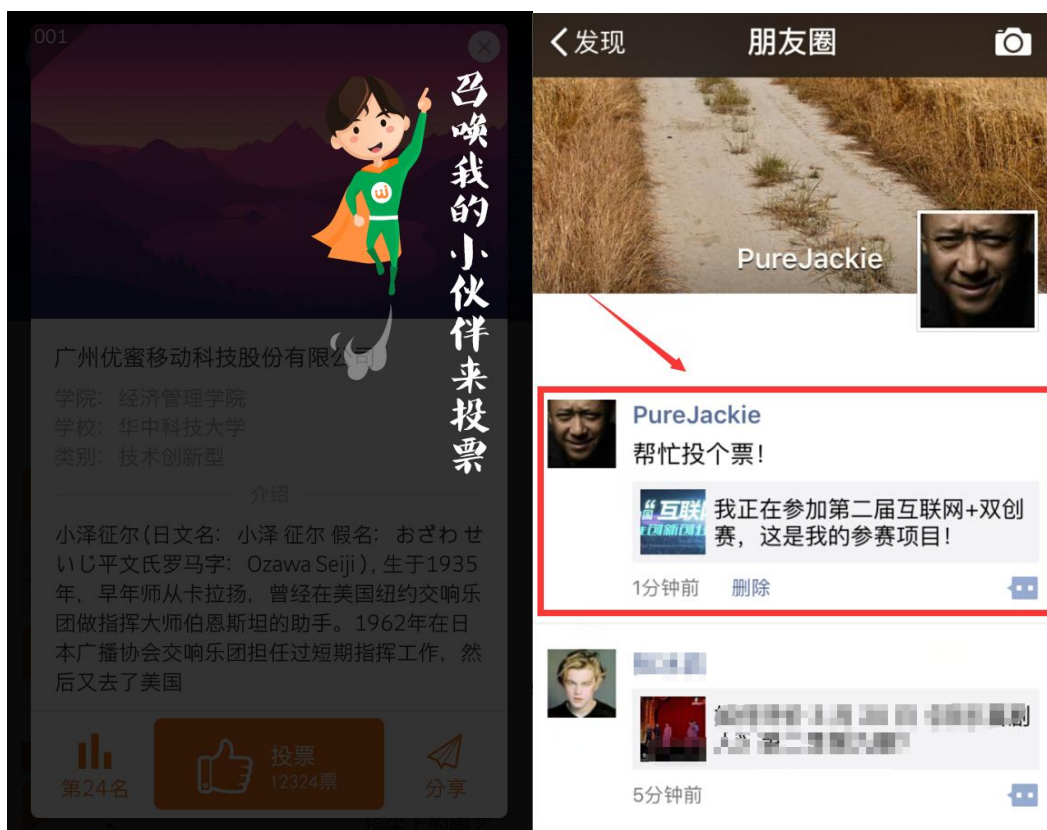 001
召唤我的小伙伴来投票
广州优蜜移动科技股份有限公司
学院：经济管理学院
学校：华中科技大学
类别：技术创新型
介绍
小泽征尔(日文名：小泽 征尔 假名：おざわ せ
いじ平文氏罗马字：Ozawa Seiji），生于1935
年，早年师从卡拉扬，曾经在美国纽约交响乐
团做指挥大师伯恩斯坦的助手。1962年在日
本广播协会交响乐团担任过短期指挥工作，然
后又去了美国
第24名
投票
12324票
分享
发现
朋友圈
PureJackie
PureJackie
帮忙投个票！
互联
我正在参加第二届互联网+双创
赛，这是我的参赛项目！
1分钟前
删除
5分钟前